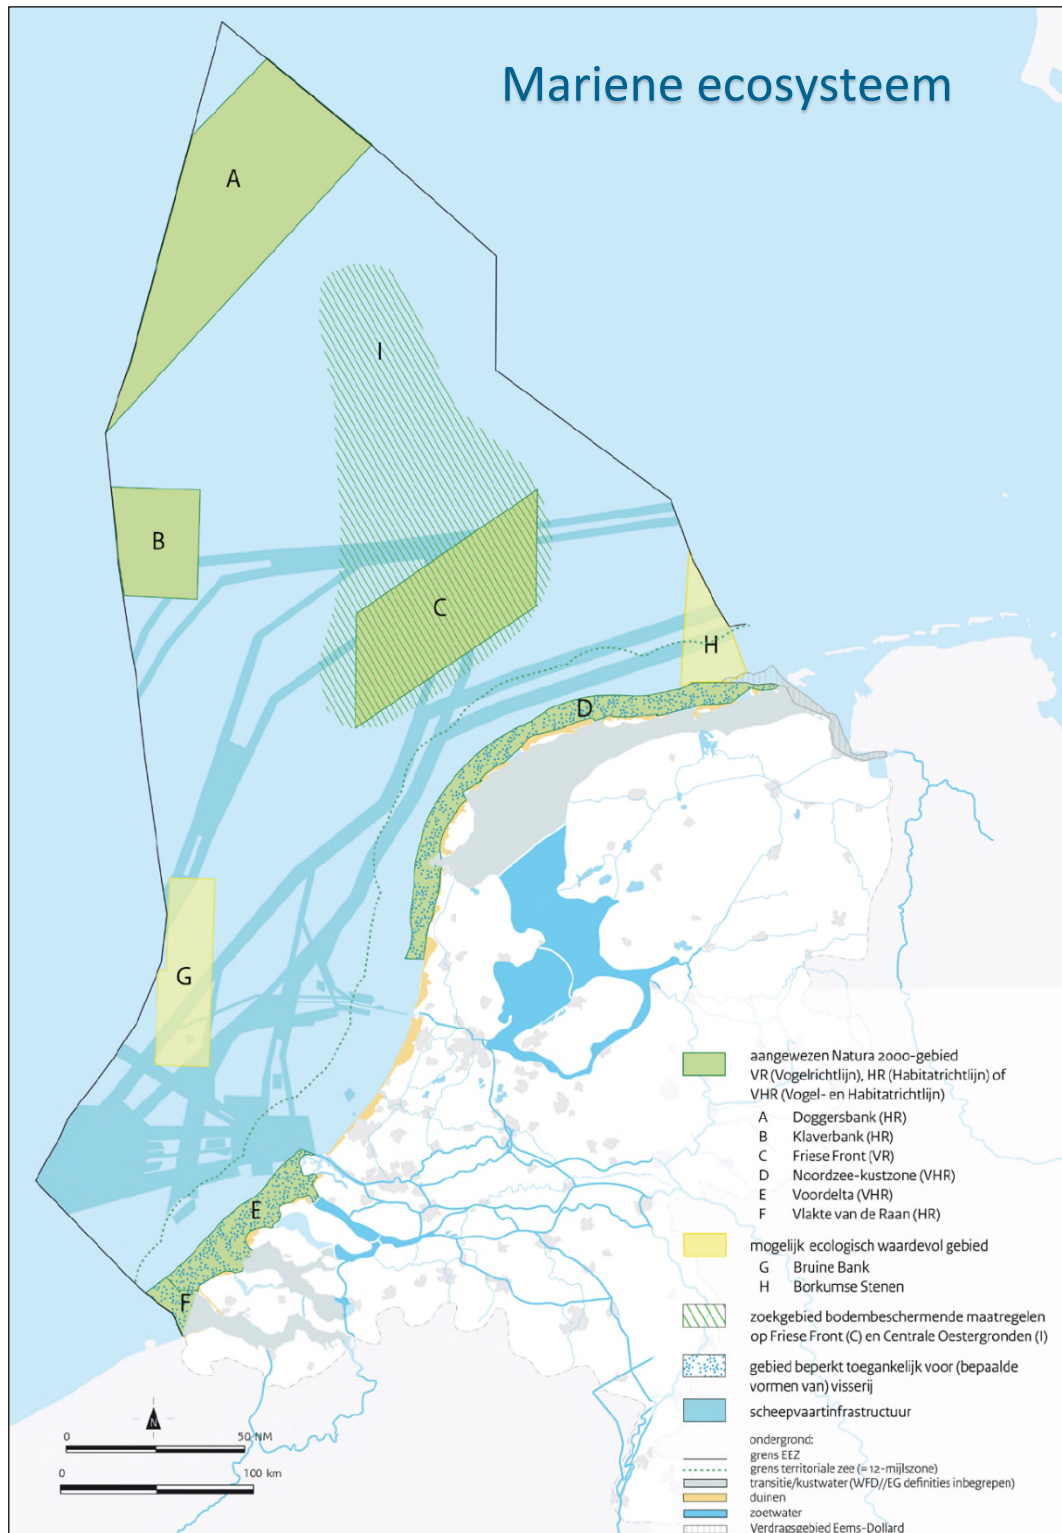 Mariene ecosysteem
A
I
B
C
H
D
G
E
F
aangewezen Natura 2000-gebied
VR (Vogelrichtlijn), HR (Habitatrichtlijn) of
VHR (Vogel- en Habitatrichtlijn)
A Doggersbank (HR)
B Klaverbank (HR)
C Friese Front (VR)
D Noordzee-kustzone (VHR)
E Voordelta (VHR)
F Vlakte van de Raan (HR)
mogelijk ecologisch waardevol gebied
G Bruine Bank
H Borkumse Stenen
zoekgebied bodembeschermende maatregelen
op Friese Front (C) en Centrale Oestergronden (I)
gebied beperkt toegankelijk voor (bepaalde
vormen van) visserij
scheepvaartinfrastructuur
ondergrond:
grens EEZ
grens territoriale zee (= 12-mijlszone)
transitie/kustwater (WFD//EG definities inbegrepen)
duinen
zoetwater
Verdragsgebied Eems-Dollard
N
0 50 NM
0 100 km